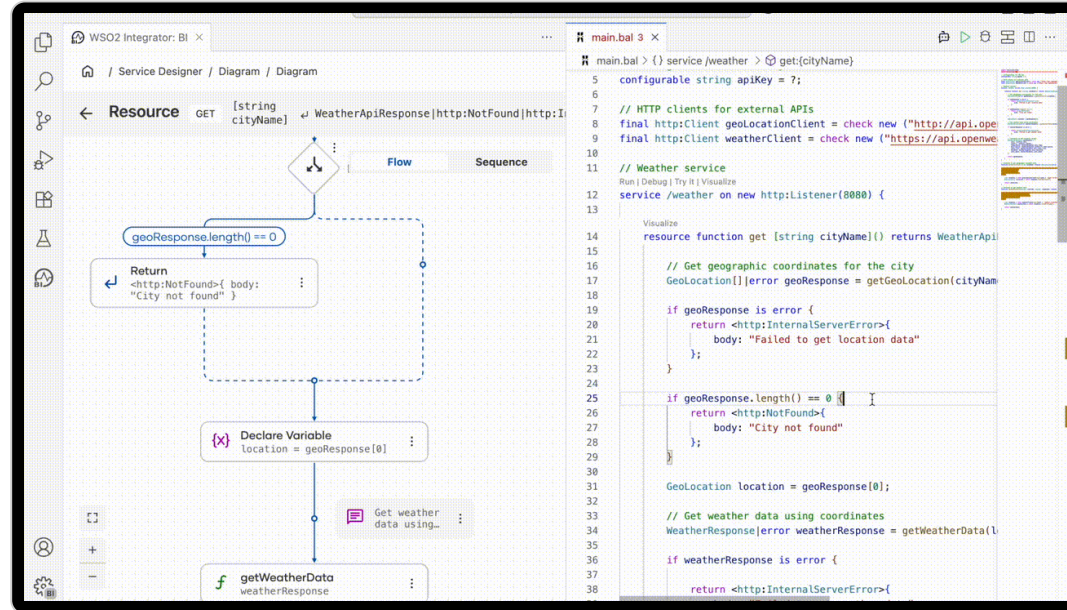 WSO2 Integrator: BI
/ Service Designer / Diagram / Diagram
Resource GET [string cityName] ↵ WeatherApiResponse|http:NotFound|http:In
Flow
Sequence
geoResponse.length() == 0
Return
<http:NotFound>{ body:
"City not found" }
{x} Declare Variable
location = geoResponse[0]
Get weather
data using…
getWeatherData
weatherResponse
BI
main.bal 3
main.bal > {} service /weather > get:{cityName}
5 configurable string apiKey = ?;
6
7 // HTTP clients for external APIs
8 final http:Client geoLocationClient = check new ("http://api.ope
9 final http:Client weatherClient = check new ("https://api.openwe
10
11 // Weather service
Run | Debug | Try it | Visualize
12 service /weather on new http:Listener(8080) {
13
Visualize
14 resource function get [string cityName]() returns WeatherApi
15
16 // Get geographic coordinates for the city
17 GeoLocation[]|error geoResponse = getGeoLocation(cityNam
18
19 if geoResponse is error {
20 return <http:InternalServerError>{
21 body: "Failed to get location data"
22 };
23 }
24
25 if geoResponse.length() == 0 {
26 return <http:NotFound>{
27 body: "City not found"
28 };
29 }
30
31 GeoLocation location = geoResponse[0];
32
33 // Get weather data using coordinates
34 WeatherResponse|error weatherResponse = getWeatherData(l
35
36 if weatherResponse is error {
37
38 return <http:InternalServerError>{